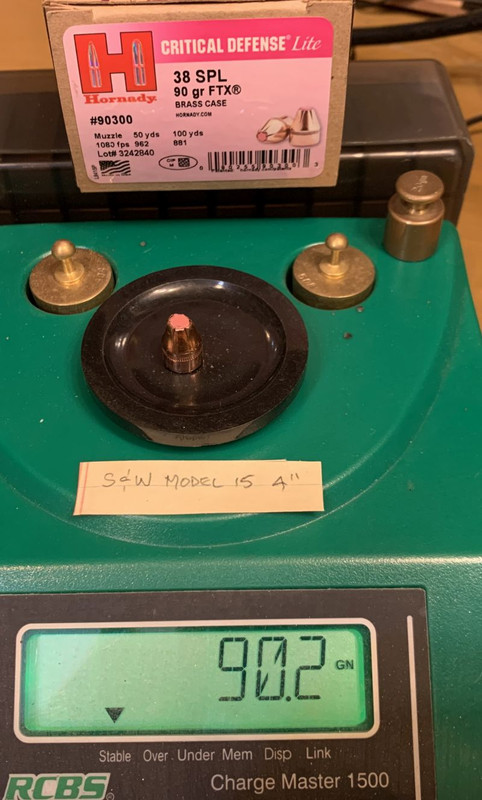 H
Hornady
CRITICAL DEFENSE® Lite
38 SPL
90 gr FTX®
BRASS CASE
HORNADY.COM
#90300
Muzzle 50 yds 100 yds
1080 fps 962 881
Lot# 3242840
S&W MODEL 15 4"
90.2 GN
Stable Over Under Mem Disp Link
RCBS® Charge Master 1500